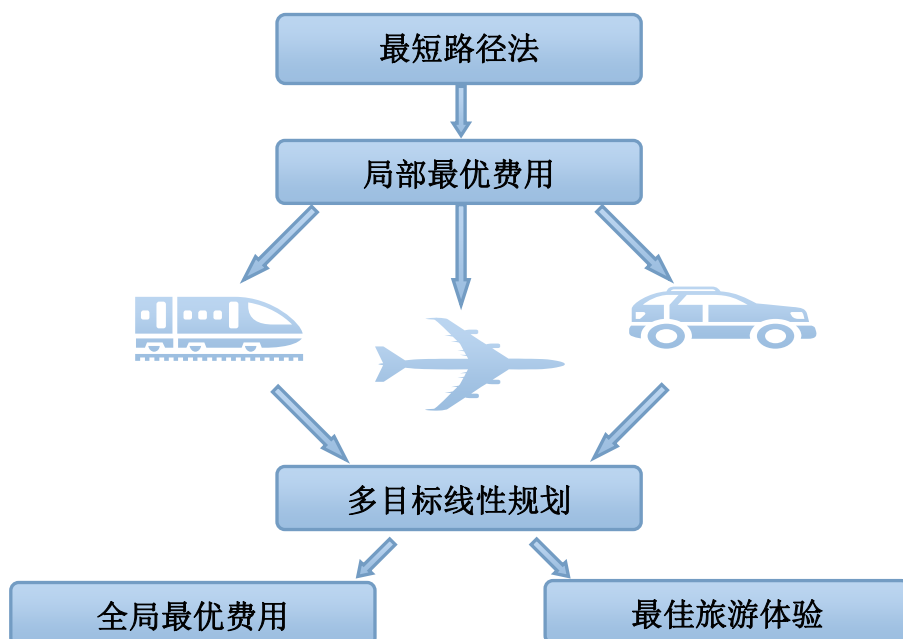 最短路径法
局部最优费用
多目标线性规划
全局最优费用
最佳旅游体验